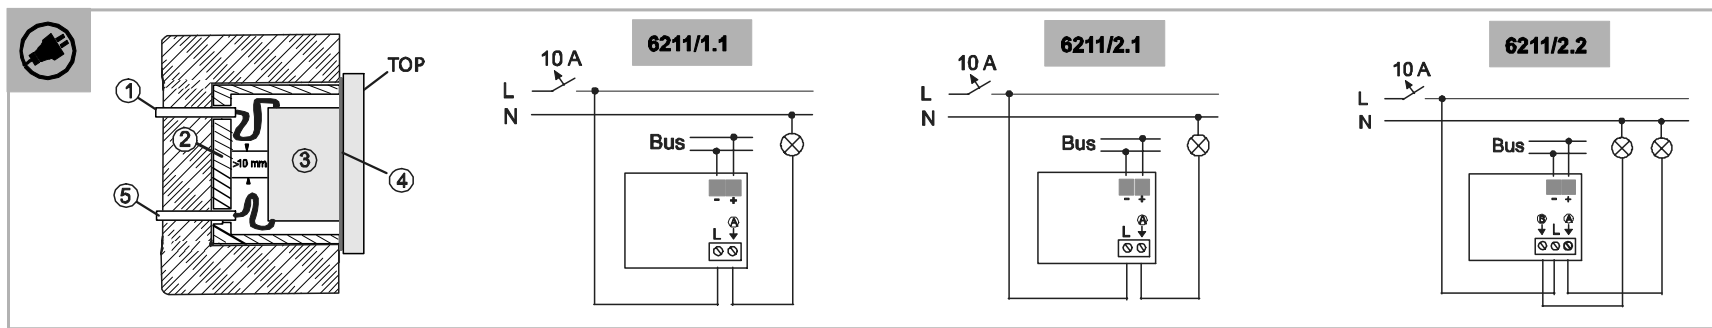 TOP
1
2
>10 mm
3
4
5
6211/1.1
10 A
L
N
Bus
- +
A
L
6211/2.1
10 A
L
N
Bus
- +
A
L
6211/2.2
10 A
L
N
Bus
- +
B A
L